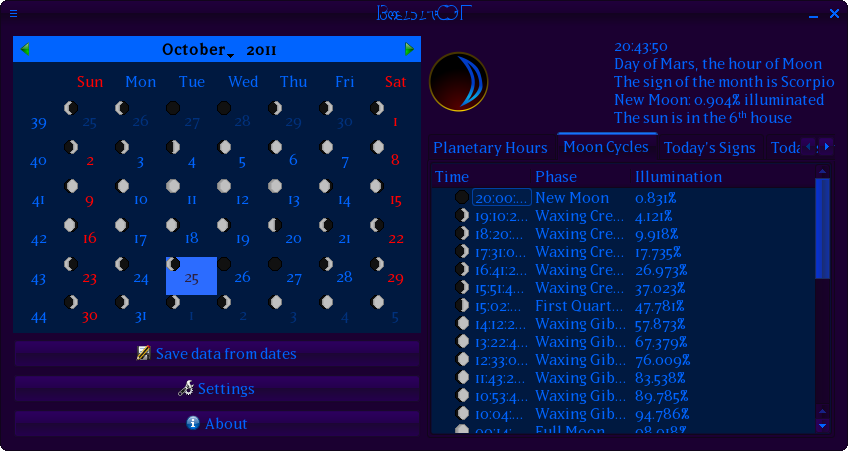 October 2011
Sun Mon Tue Wed Thu Fri Sat
39 25 26 27 28 29 30 1
40 2 3 4 5 6 7 8
41 9 10 11 12 13 14 15
42 16 17 18 19 20 21 22
43 23 24 25 26 27 28 29
44 30 31 1 2 3 4 5
Save data from dates
Settings
About
20:43:50
Day of Mars, the hour of Moon
The sign of the month is Scorpio
New Moon: 0.904% illuminated
The sun is in the 6th house
Planetary Hours Moon Cycles Today's Signs
Time Phase Illumination
20:00:... New Moon 0.831%
19:10:2... Waxing Cre... 4.121%
18:20:... Waxing Cre... 9.918%
17:31:0... Waxing Cre... 17.735%
16:41:2... Waxing Cre... 26.973%
15:51:4... Waxing Cre... 37.023%
15:02:... First Quart... 47.781%
14:12:2... Waxing Gib... 57.873%
13:22:4... Waxing Gib... 67.379%
12:33:0... Waxing Gib... 76.009%
11:43:2... Waxing Gib... 83.538%
10:53:4... Waxing Gib... 89.785%
10:04:... Waxing Gib... 94.786%
09:14:... Full Moon 98.018%